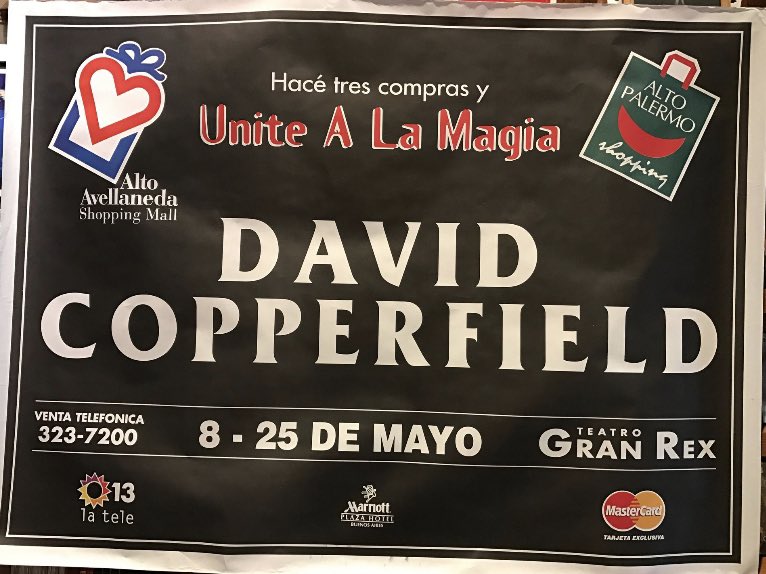 Hacé tres compras y
Unite A La Magia
Alto
Avellaneda
Shopping Mall
ALTO
PALERMO
shopping
DAVID
COPPERFIELD
VENTA TELEFONICA
323-7200
8 - 25 DE MAYO
TEATRO
GRAN REX
13
la tele
Marriott
PLAZA HOTEL
BUENOS AIRES
MasterCard
TARJETA EXCLUSIVA